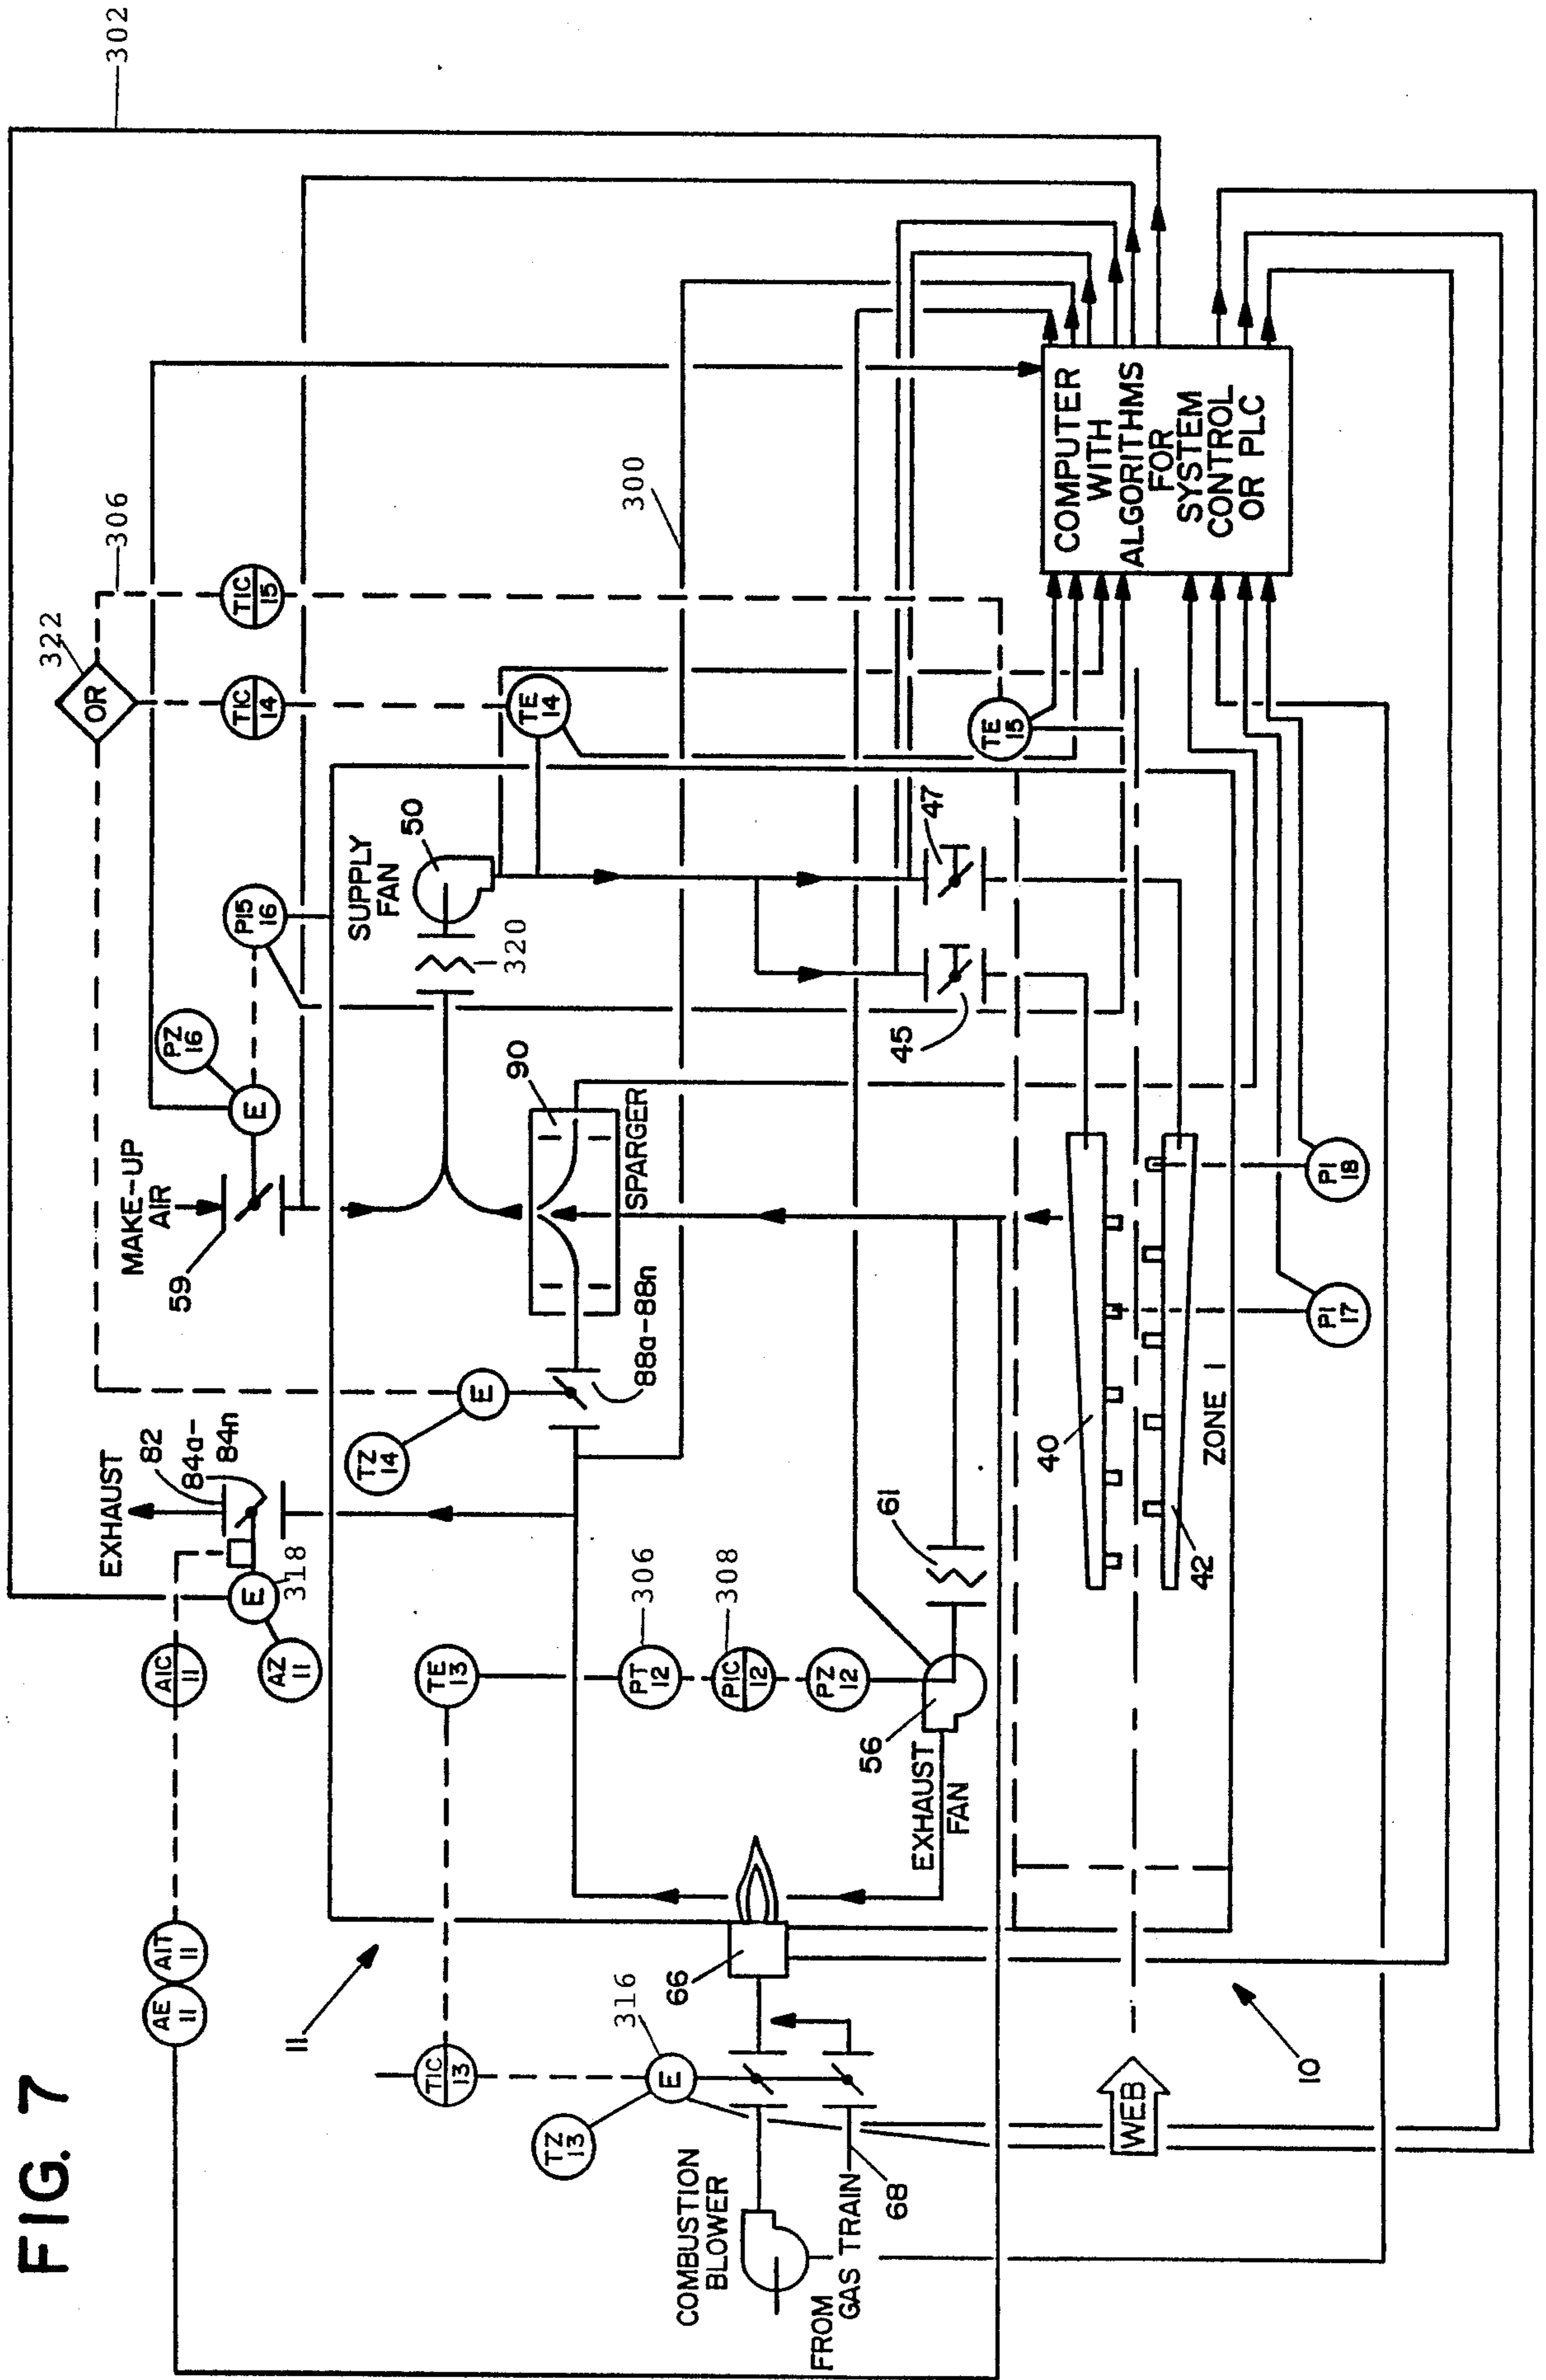 FIG. 7
302
306
322
OR
TIC
15
TIC
14
PI5
16
PZ
16
E
MAKE-UP
AIR
59
EXHAUST
82
84a-
84n
E
318
AIC
11
AZ
11
AIT
11
AE
11
11
TIC
13
TE
13
TZ
13
E
316
TZ
14
E
88a-88n
90
SPARGER
SUPPLY
FAN
50
320
TE
14
300
TE
15
47
45
PT
12
306
PIC
12
308
PZ
12
61
56
EXHAUST
FAN
66
COMBUSTION
BLOWER
FROM
GAS TRAIN
68
WEB
10
40
42
ZONE 1
PI
17
PI
18
COMPUTER
WITH
ALGORITHMS
FOR
SYSTEM
CONTROL
OR PLC